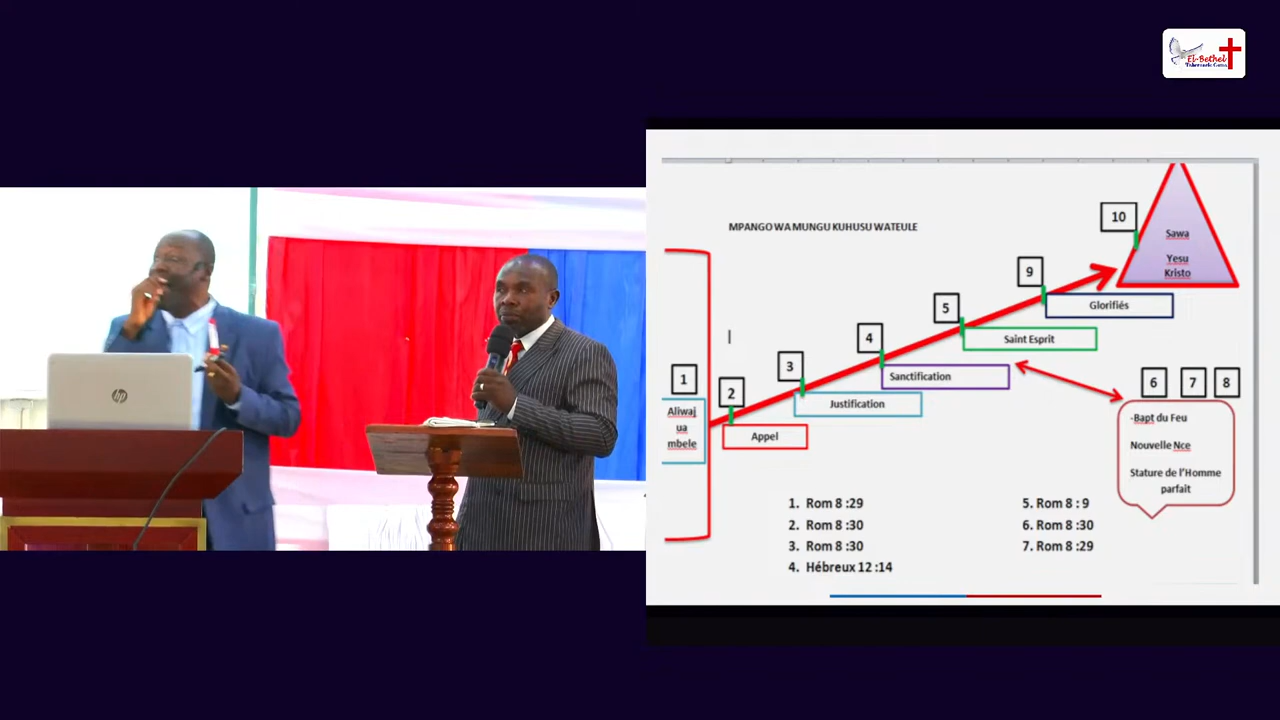 El-Bethel
Tabernacle Goma
MPANGO WA MUNGU KUHUSU WATEULE
10
Sawa
Yesu
Kristo
9
Glorifiés
5
Saint Esprit
4
Sanctification
3
Justification
2
Appel
1
Aliwaj
ua
mbele
6 7 8
-Bapt du Feu
Nouvelle Nce
Stature de l'Homme
parfait
1. Rom 8 :29
2. Rom 8 :30
3. Rom 8 :30
4. Hébreux 12 :14
5. Rom 8 : 9
6. Rom 8 :30
7. Rom 8 :29
hp